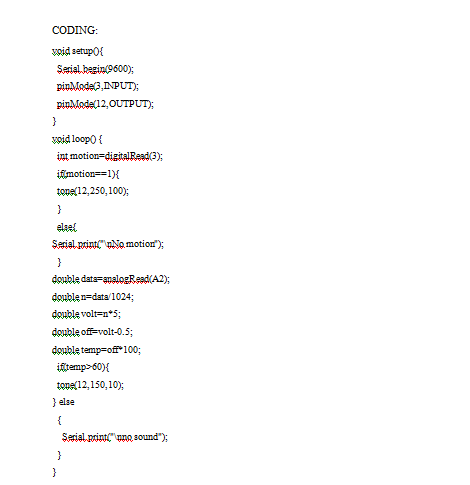 CODING:
void setup(){
Serial.begin(9600);
pinMode(3,INPUT);
pinMode(12,OUTPUT);
}
void loop() {
int motion=digitalRead(3);
if(motion==1){
tone(12,250,100);
}
else{
Serial.print("\nNo motion");
}
double data=analogRead(A2);
double n=data/1024;
double volt=n*5;
double off=volt-0.5;
double temp=off*100;
if(temp>60){
tone(12,150,10);
} else
{
Serial.print("\nno sound");
}
}